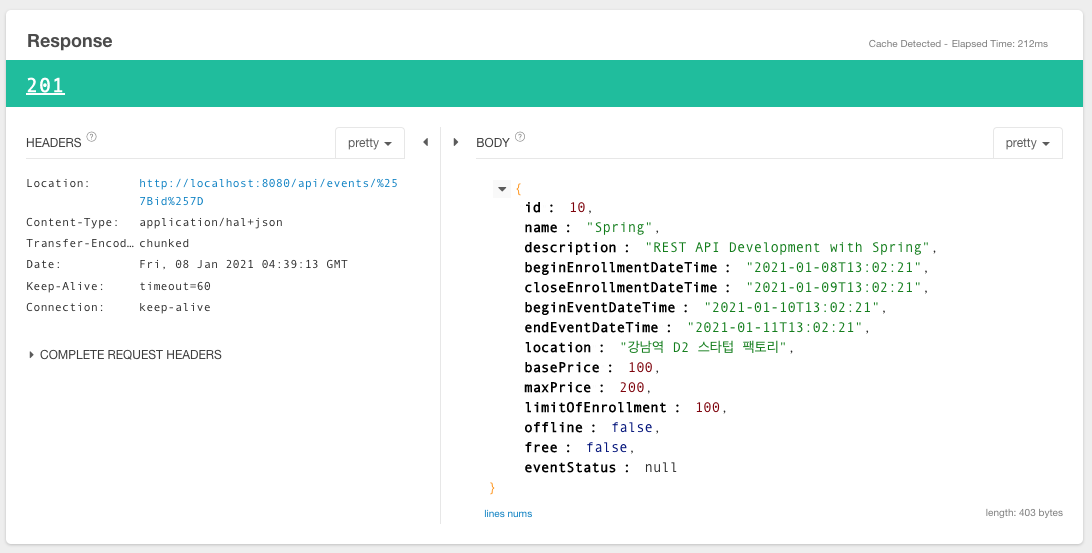 Response
Cache Detected - Elapsed Time: 212ms
201
HEADERS ?
pretty
Location: http://localhost:8080/api/events/%25
7Bid%257D
Content-Type: application/hal+json
Transfer-Encod… chunked
Date: Fri, 08 Jan 2021 04:39:13 GMT
Keep-Alive: timeout=60
Connection: keep-alive
COMPLETE REQUEST HEADERS
BODY ?
pretty
{
id : 10,
name : "Spring",
description : "REST API Development with Spring",
beginEnrollmentDateTime : "2021-01-08T13:02:21",
closeEnrollmentDateTime : "2021-01-09T13:02:21",
beginEventDateTime : "2021-01-10T13:02:21",
endEventDateTime : "2021-01-11T13:02:21",
location : "강남역 D2 스타텁 팩토리",
basePrice : 100,
maxPrice : 200,
limitOfEnrollment : 100,
offline : false,
free : false,
eventStatus : null
}
lines nums
length: 403 bytes